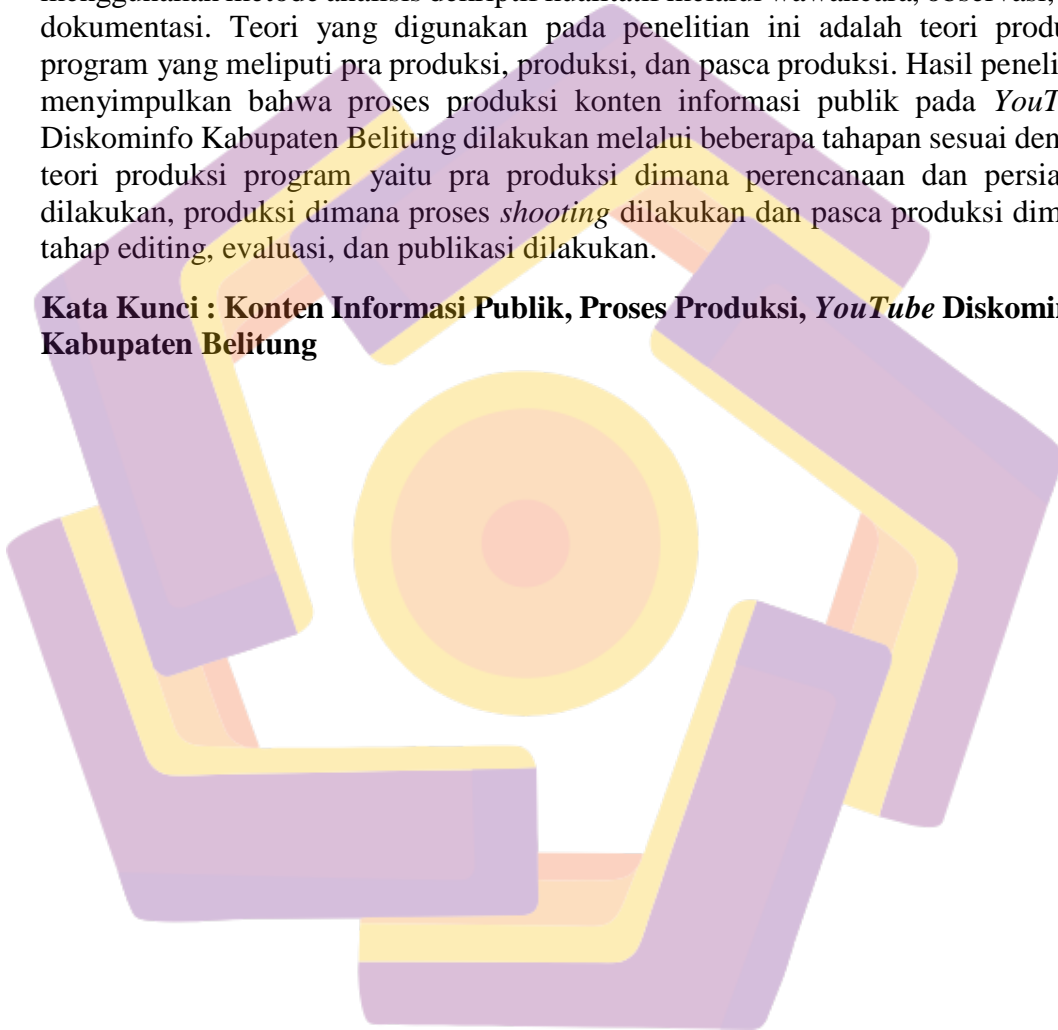 menggunakan metode analisis deskriptif kualitatif melalui wawancara, observasi,
dokumentasi. Teori yang digunakan pada penelitian ini adalah teori produ
program yang meliputi pra produksi, produksi, dan pasca produksi. Hasil peneli
menyimpulkan bahwa proses produksi konten informasi publik pada YouT
Diskominfo Kabupaten Belitung dilakukan melalui beberapa tahapan sesuai den
teori produksi program yaitu pra produksi dimana perencanaan dan persia
dilakukan, produksi dimana proses shooting dilakukan dan pasca produksi dim
tahap editing, evaluasi, dan publikasi dilakukan.
Kata Kunci : Konten Informasi Publik, Proses Produksi, YouTube Diskomi
Kabupaten Belitung